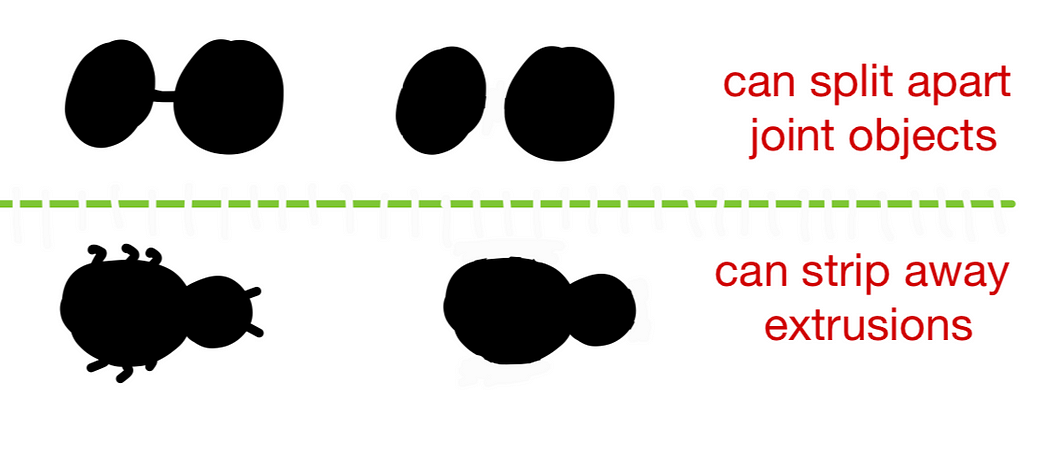 can split apart
joint objects
can strip away
extrusions